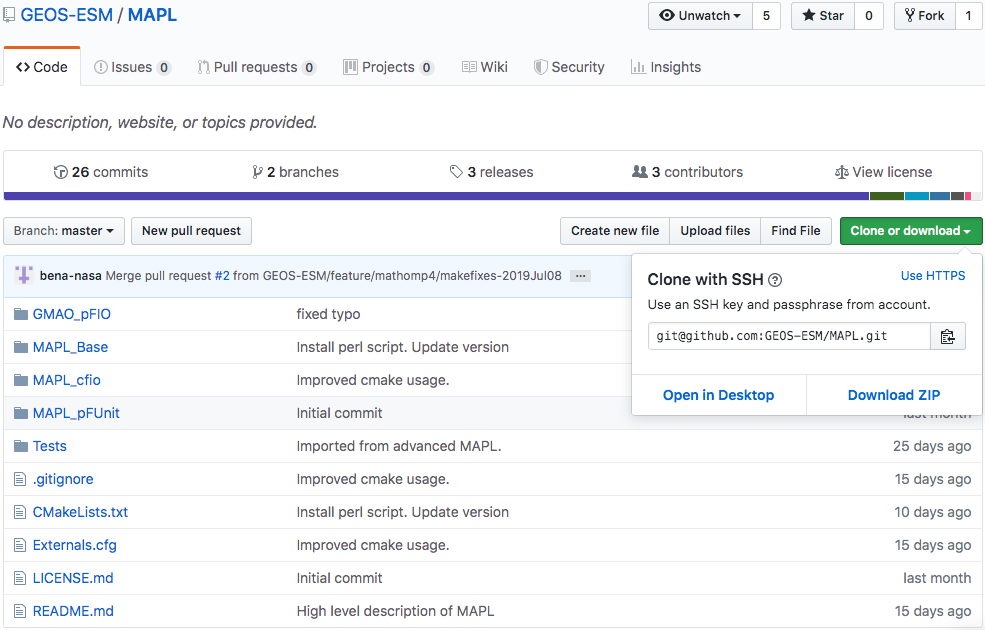 GEOS-ESM / MAPL Unwatch 5 Star 0 Fork 1
Code Issues 0 Pull requests 0 Projects 0 Wiki Security Insights
No description, website, or topics provided.
26 commits 2 branches 3 releases 3 contributors View license
Branch: master New pull request Create new file Upload files Find File Clone or download
bena-nasa Merge pull request #2 from GEOS-ESM/feature/mathomp4/makefixes-2019Jul08 ...
Clone with SSH ? Use HTTPS
Use an SSH key and passphrase from account.
git@github.com:GEOS-ESM/MAPL.git
Open in Desktop Download ZIP
GMAO_pFIO fixed typo
MAPL_Base Install perl script. Update version
MAPL_cfio Improved cmake usage.
MAPL_pFUnit Initial commit last month
Tests Imported from advanced MAPL. 25 days ago
.gitignore Improved cmake usage. 15 days ago
CMakeLists.txt Install perl script. Update version 10 days ago
Externals.cfg Improved cmake usage. 15 days ago
LICENSE.md Initial commit last month
README.md High level description of MAPL 15 days ago